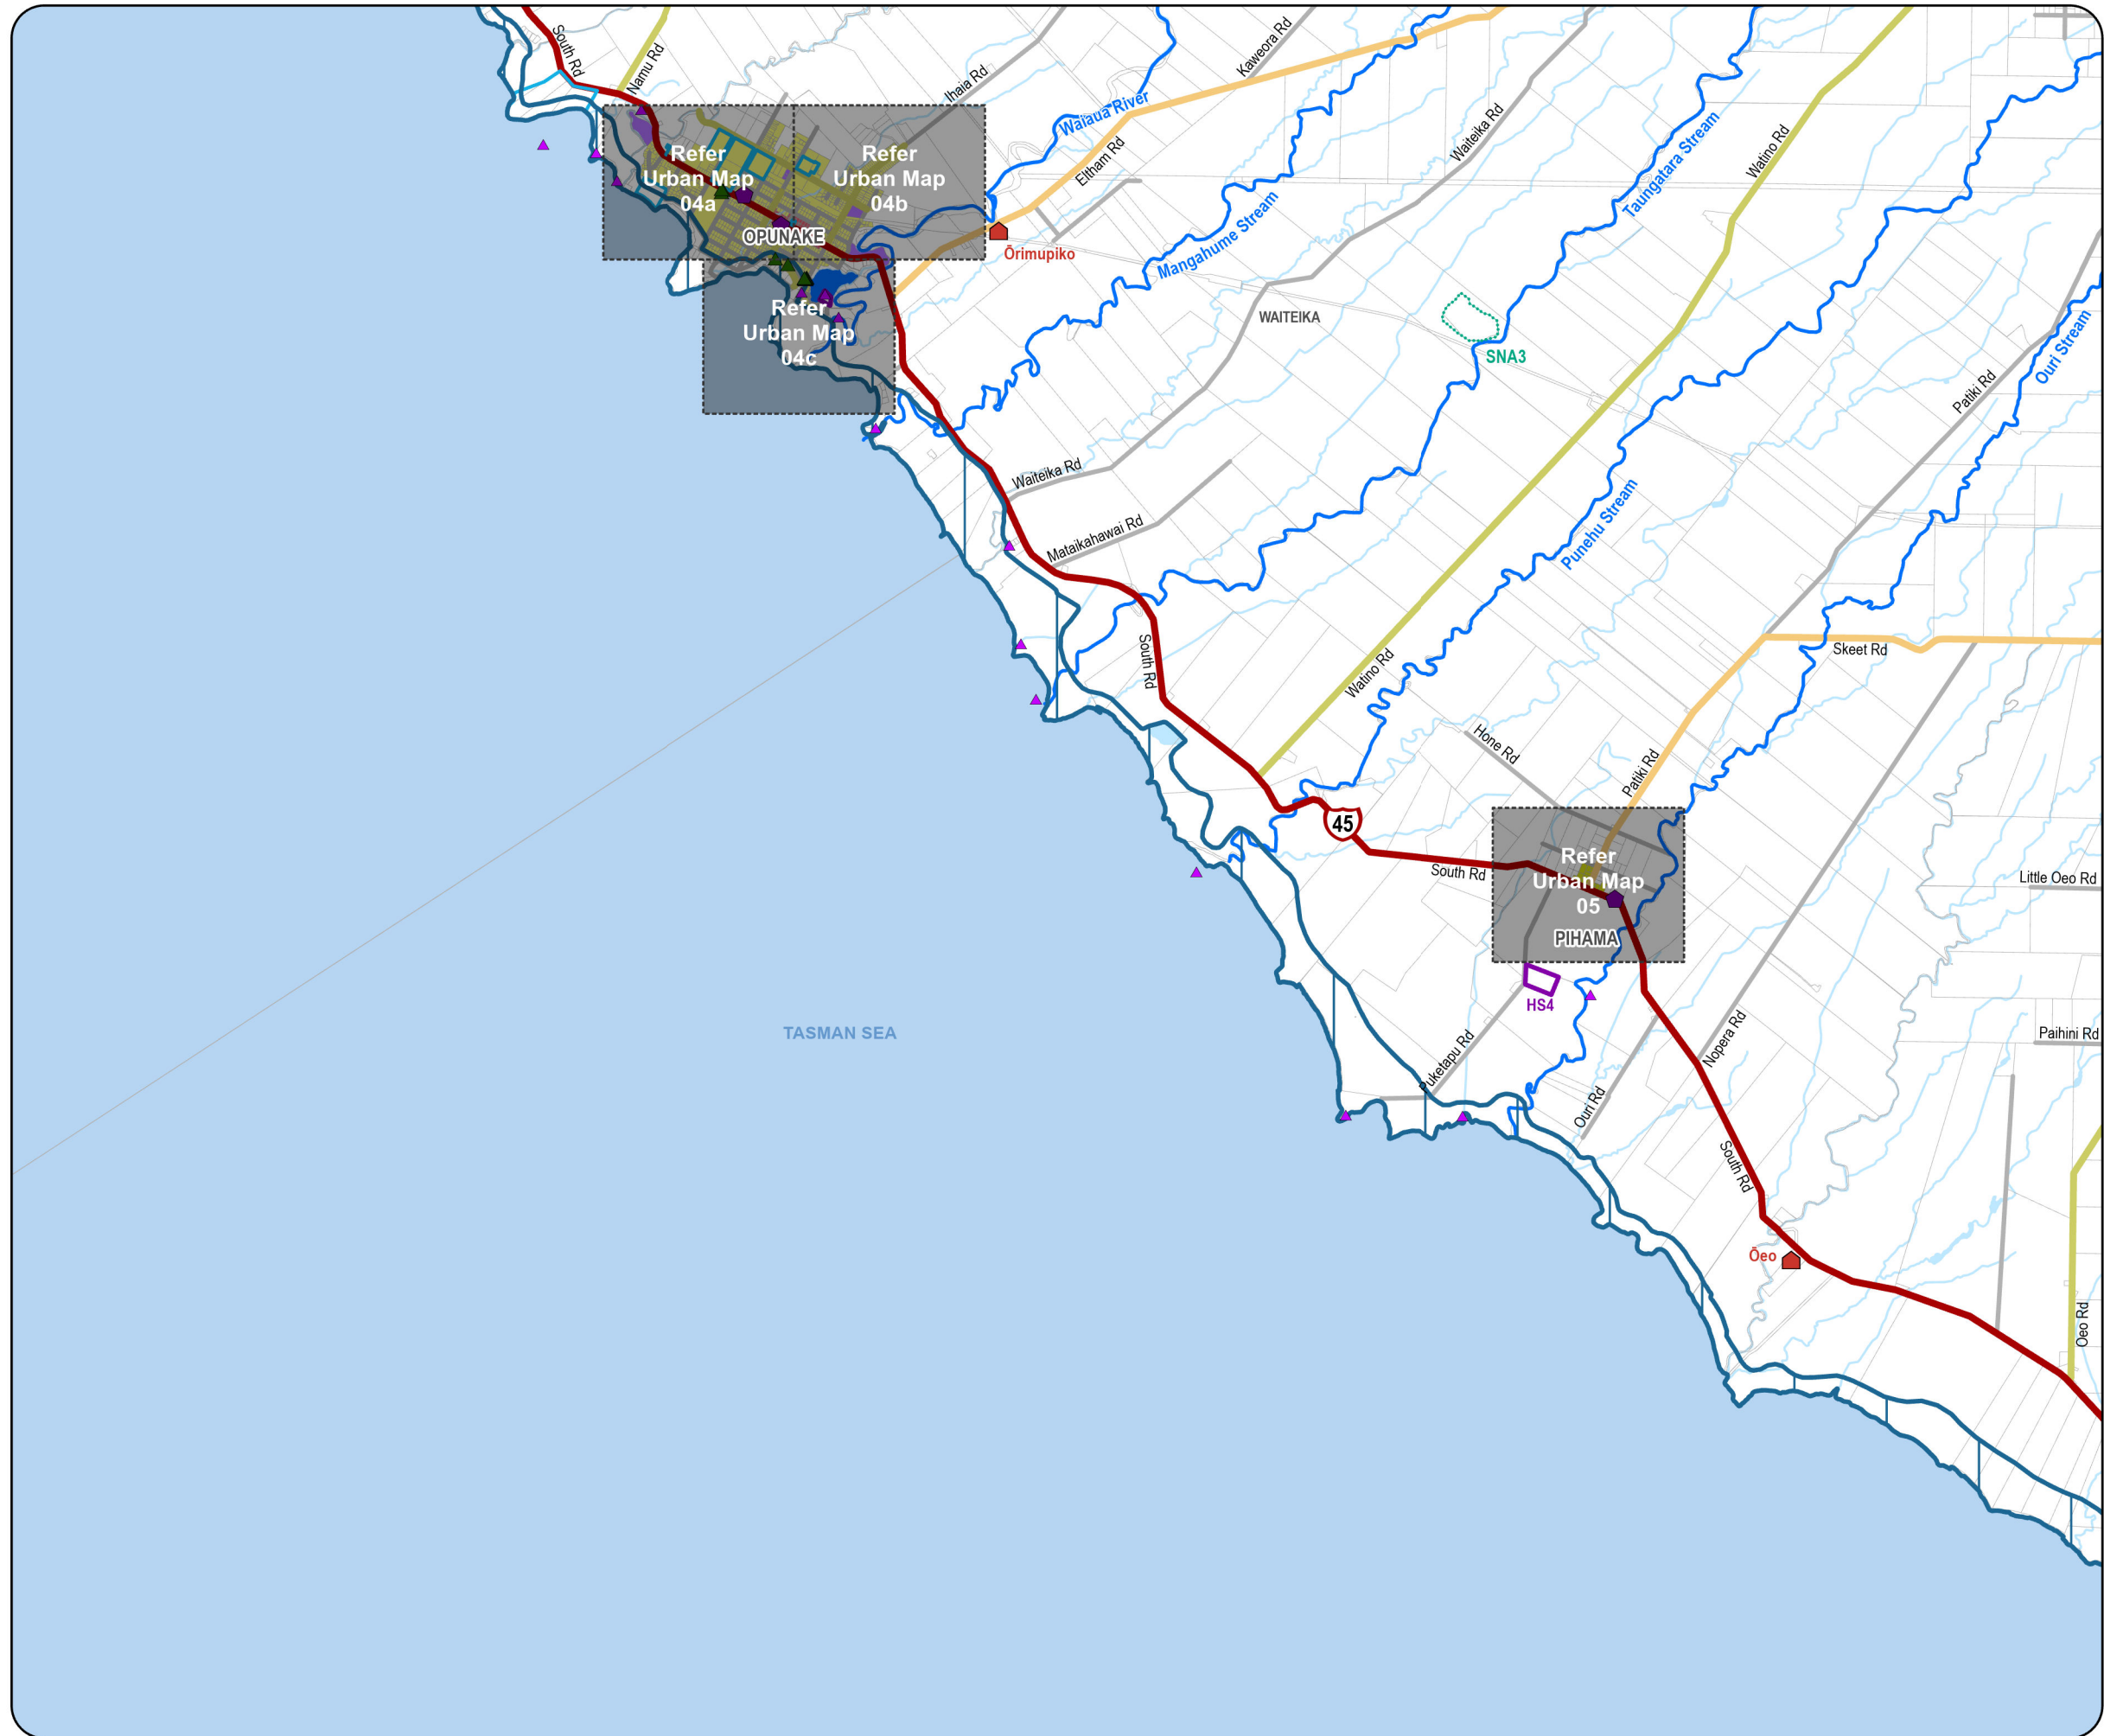 South Rd
Namu Rd
Ihaia Rd
Kaweora Rd
Waiaua River
Eltham Rd
Waiteika Rd
Taungatara Stream
Watino Rd
Refer
Urban Map
04a
Refer
Urban Map
04b
OPUNAKE
Ōrimupiko
Mangahume Stream
Refer
Urban Map
04c
WAITEIKA
SNA3
Ouri Stream
Patiki Rd
Waiteika Rd
Mataikahawai Rd
Punehu Stream
South Rd
Watino Rd
Skeet Rd
Hone Rd
Patiki Rd
45
South Rd
Refer
Urban Map
05
PIHAMA
Little Oeo Rd
HS4
TASMAN SEA
Paihini Rd
Nopera Rd
Puketapu Rd
Ouri Rd
South Rd
Ōeo
Oeo Rd